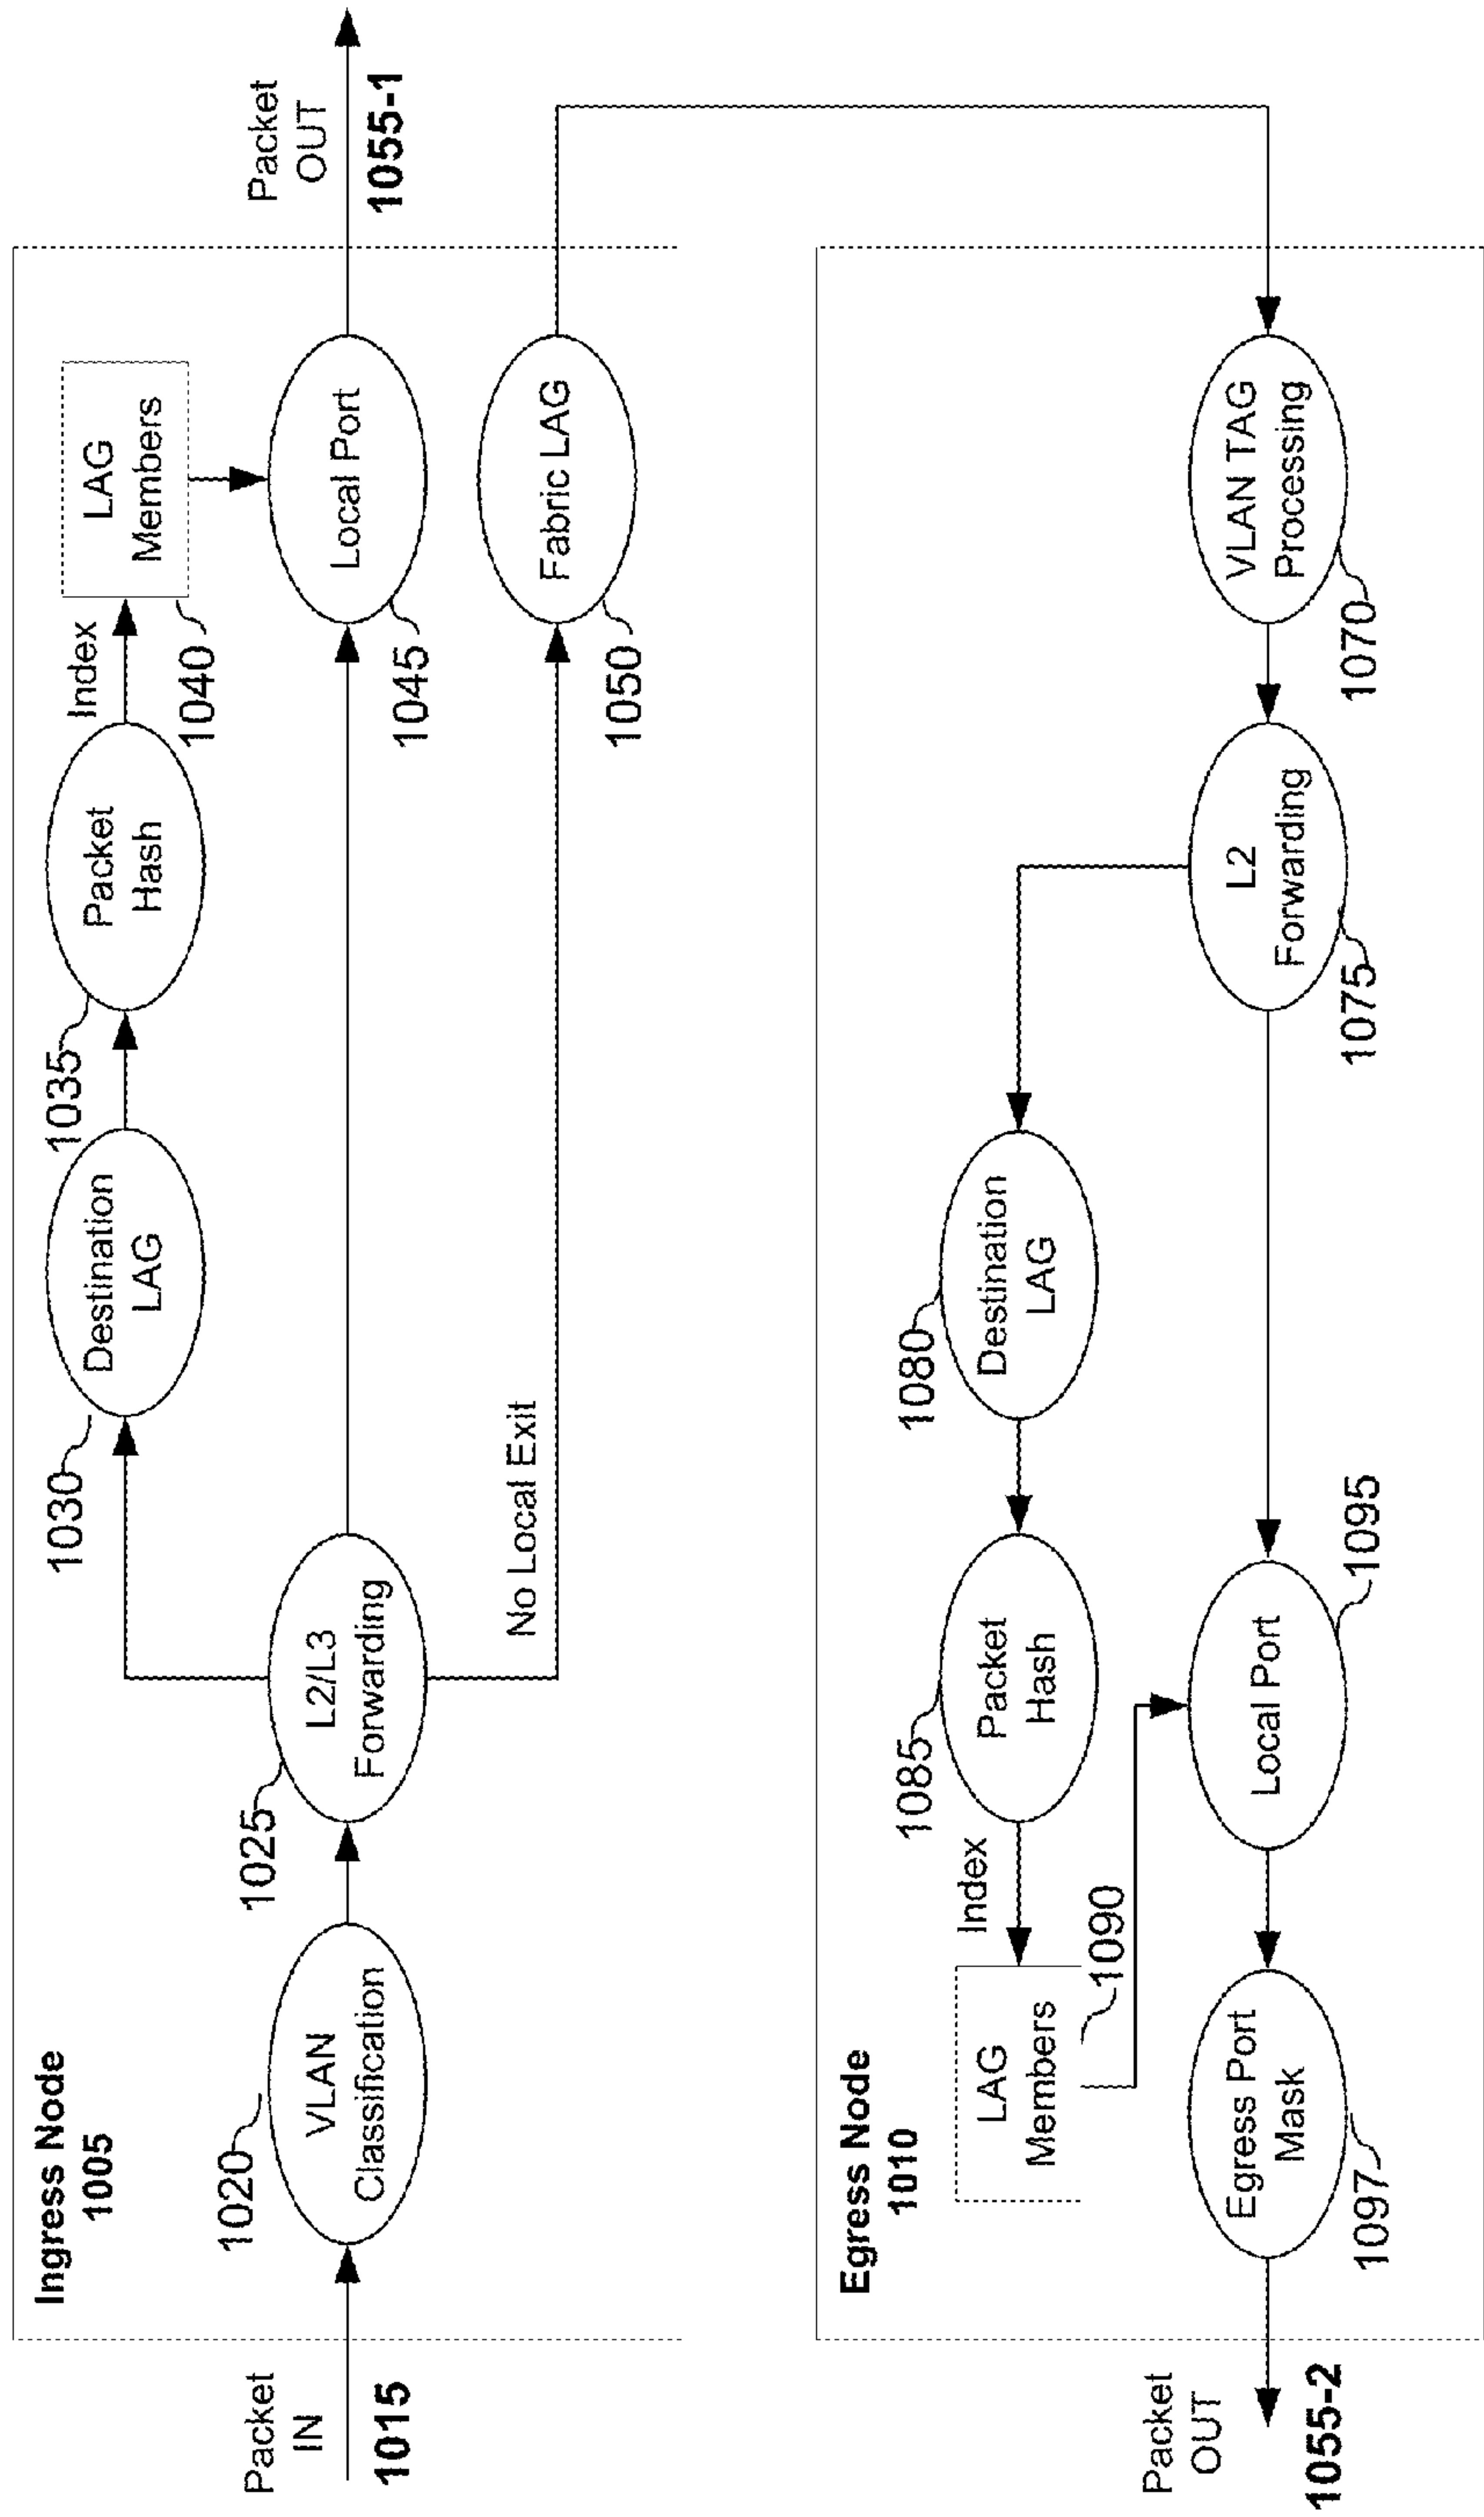 Ingress Node
1005
Packet
IN
1015
1020
VLAN
Classification
1025
L2/L3
Forwarding
1030
Destination
LAG
1035
Packet
Hash
Index
LAG
Members
1040
Local Port
1045
Packet
OUT
1055-1
No Local Exit
Fabric LAG
1050
Egress Node
1010
VLAN TAG
Processing
1070
L2
Forwarding
1075
1080
Destination
LAG
1085
Packet
Hash
Index
LAG
Members
1090
Local Port
1095
Egress Port
Mask
1097
Packet
OUT
1055-2